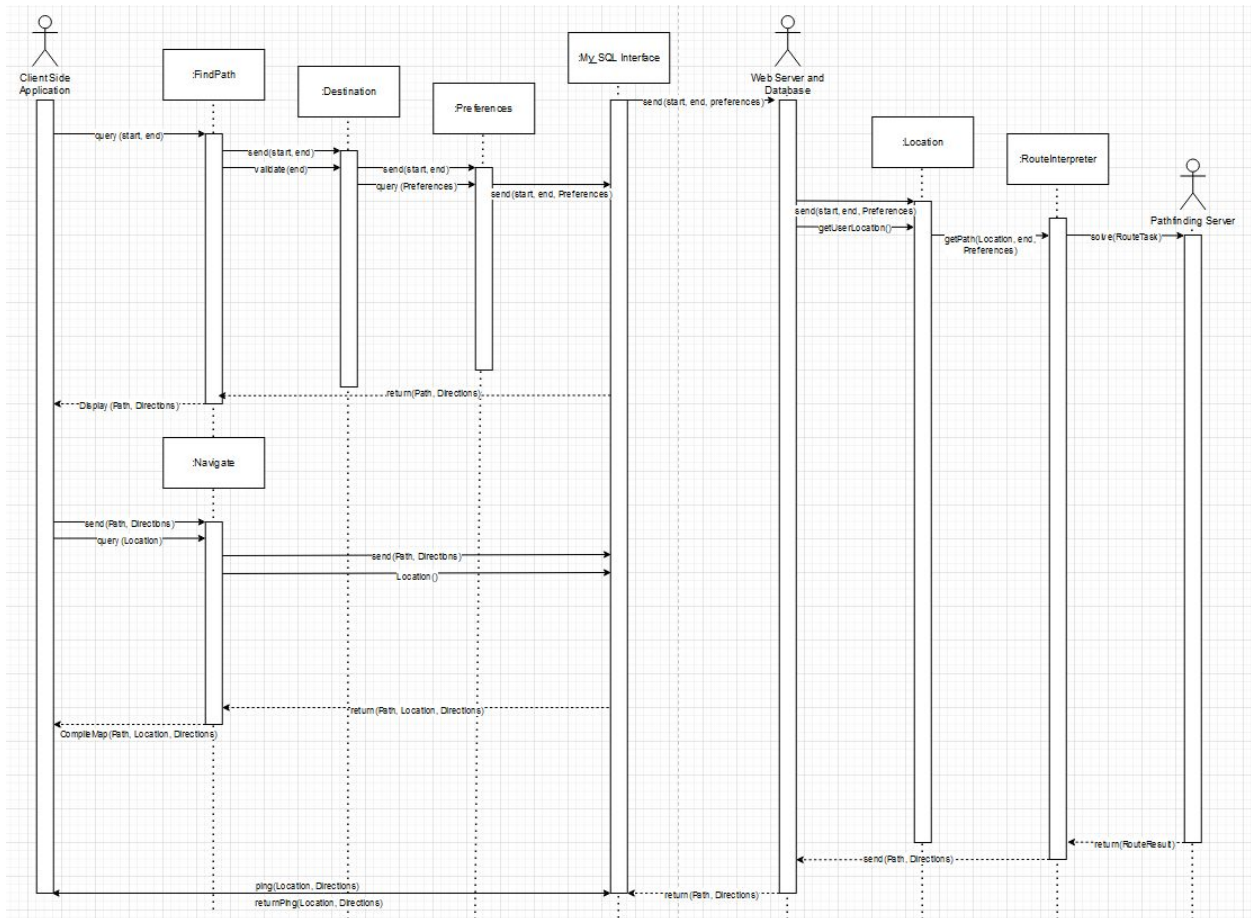 :My_SQL Interface
:FindPath
Client Side
Application
Web Server and
Database
:Destination
:Preferences
send(start, end, preferences)
:Location
query (start, end)
send(start, end)
:RouteInterpreter
validate(end)
send(start, end)
query (Preferences)
send(start, end, Preferences)
send(start, end, Preferences)
Pathfinding Server
getUserLocation()
getPath(Location, end,
Preferences)
solve(RouteTask)
return(Path, Directions)
Display (Path, Directions)
:Navigate
send(Path, Directions)
query (Location)
send(Path, Directions)
Location()
return(Path, Location, Directions)
CompileMap(Path, Location, Directions)
return(RouteResult)
send(Path, Directions)
ping(Location, Directions)
return(Path, Directions)
returnPing(Location, Directions)